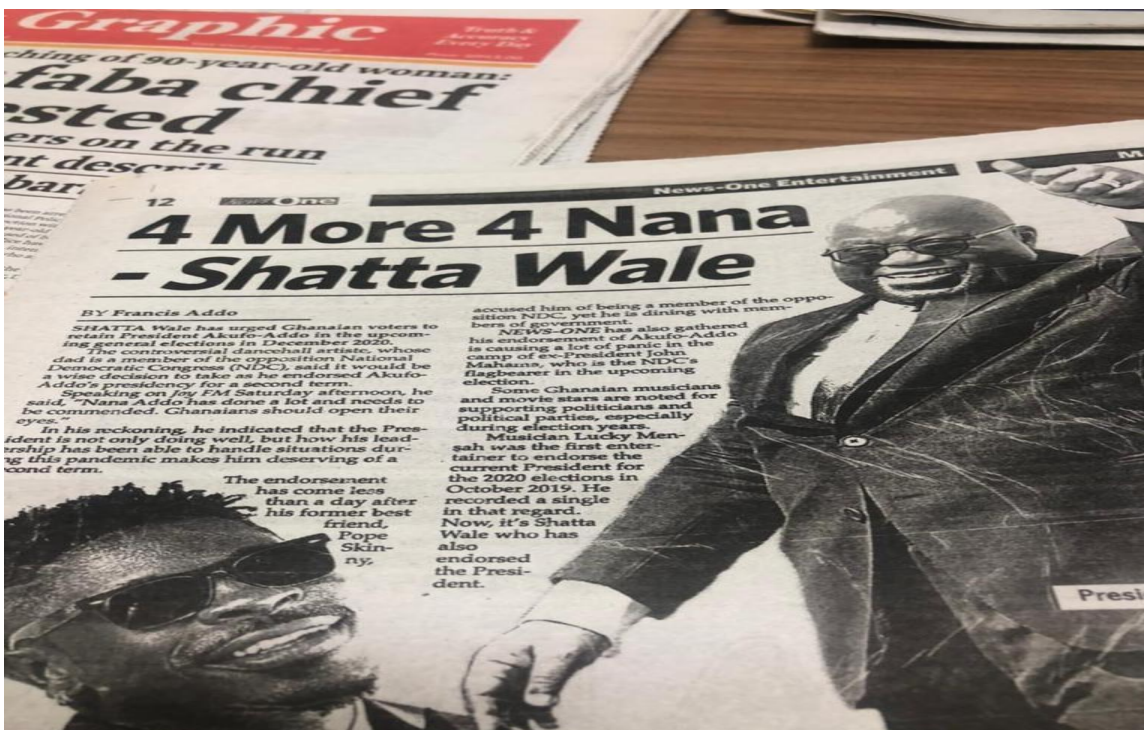 Graphic
Truth &
Accuracy
Every Day
ching of 90-year-old woman:
faba chief
ested
ers on the run
nt
bar
12
News-One Entertainment
4 More 4 Nana
- Shatta Wale
BY Francis Addo
SHATTA Wale has urged Ghanaian voters to
retain President Akufo-Addo in the upcom-
ing general elections in December 2020.
The controversial dancehall artiste, whose
dad is a member of the opposition National
Democratic Congress (NDC), said it would be
a wise decision to take as he endorsed Akufo-
Addo's presidency for a second term.
Speaking on Joy FM Saturday afternoon, he
said, "Nana Addo has done a lot and needs to
be commended. Ghanaians should open their
eyes."
In his reckoning, he indicated that the Pres-
ident is not only doing well, but how his lead-
ership has been able to handle situations dur-
ng this pandemic makes him deserving of a
econd term.
The endorsement
has come less
than a day after
his former best
friend,
Pope
Skin-
ny,
accused him of being a member of the oppo-
sition NDC, yet he is dining with mem-
bers of government.
NEWS-ONE has also gathered
his endorsement of Akufo-Addo
is causing a lot of panic in the
camp of ex-President John
Mahama, who is the NDC's
flagbearer in the upcoming
election.
Some Ghanaian musicians
and movie stars are noted for
supporting politicians and
political parties, especially
during election years.
Musician Lucky Men-
sah was the first enter-
tainer to endorse the
current President for
the 2020 elections in
October 2019. He
recorded a single
in that regard.
Now, it's Shatta
Wale who has
also
endorsed
the Presi-
dent.
Presi